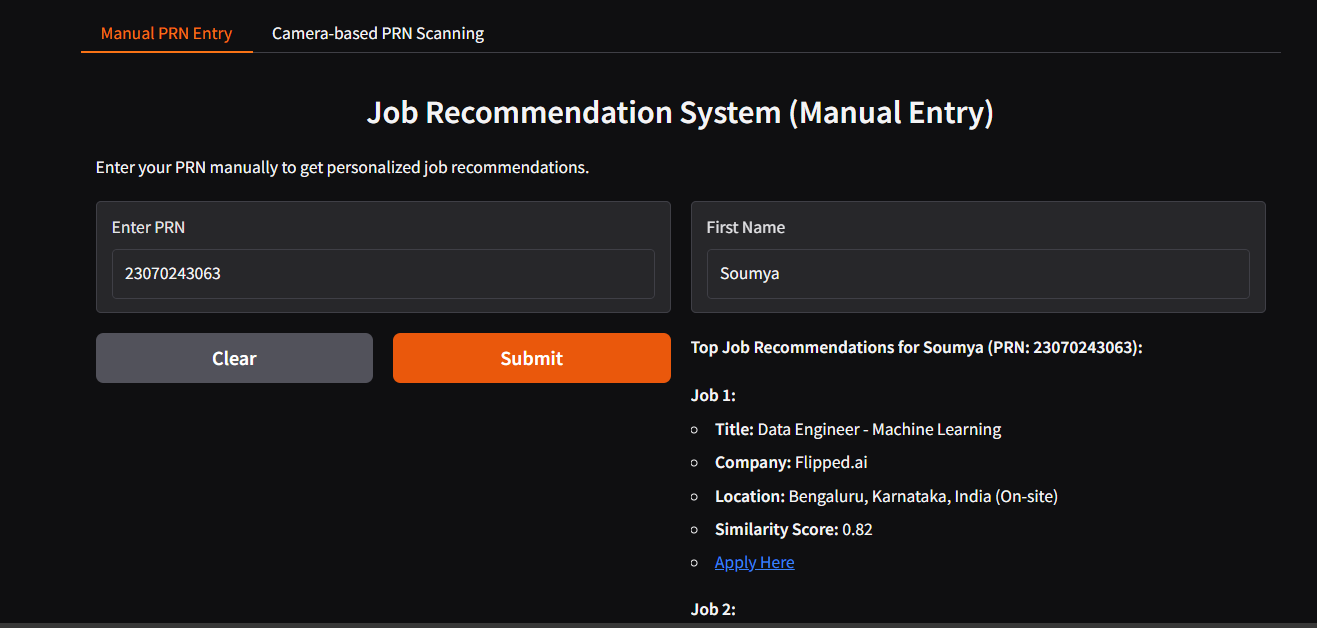 Manual PRN Entry
Camera-based PRN Scanning
Job Recommendation System (Manual Entry)
Enter your PRN manually to get personalized job recommendations.
Enter PRN
23070243063
First Name
Soumya
Clear
Submit
Top Job Recommendations for Soumya (PRN: 23070243063):
Job 1:
Title: Data Engineer - Machine Learning
Company: Flipped.ai
Location: Bengaluru, Karnataka, India (On-site)
Similarity Score: 0.82
Apply Here
Job 2: